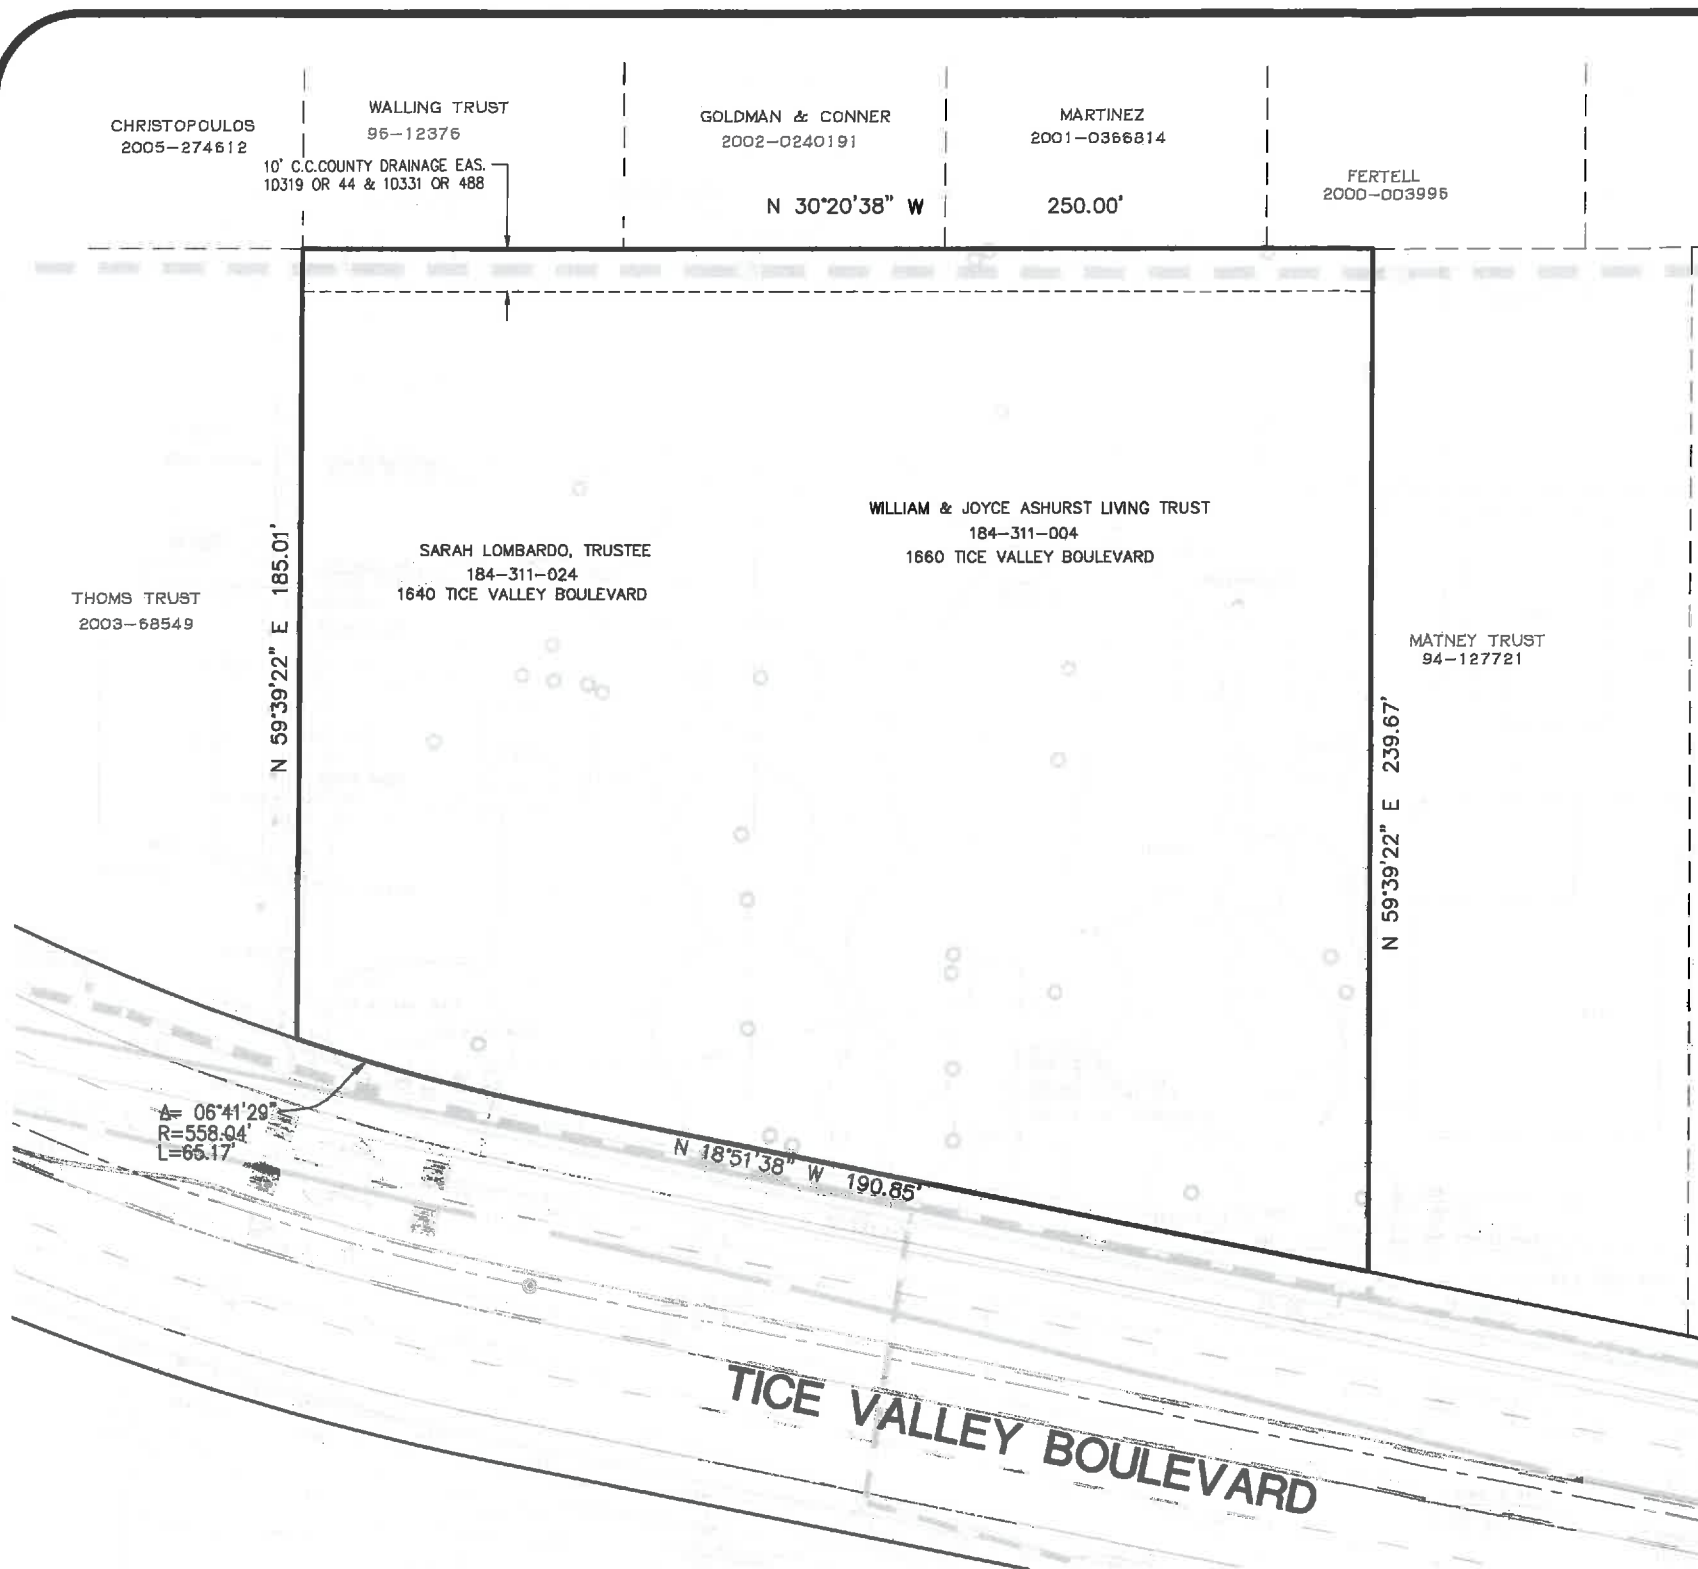 CHRISTOPOULOS
2005-274612
WALLING TRUST
96-12376
10' C.C.COUNTY DRAINAGE EAS.
10319 OR 44 & 10331 OR 488
GOLDMAN & CONNER
2002-0240191
MARTINEZ
2001-0366814
FERTELL
2000-003996
N 30°20'38" W 250.00'
N 59°39'22" E 185.01'
THOMS TRUST
2003-68549
SARAH LOMBARDO, TRUSTEE
184-311-024
1640 TICE VALLEY BOULEVARD
WILLIAM & JOYCE ASHURST LIVING TRUST
184-311-004
1660 TICE VALLEY BOULEVARD
MATNEY TRUST
94-127721
N 59°39'22" E 239.67'
Δ= 06°41'29"
R=558.04'
L=65.17'
N 18°51'38" W 190.85'
TICE VALLEY BOULEVARD